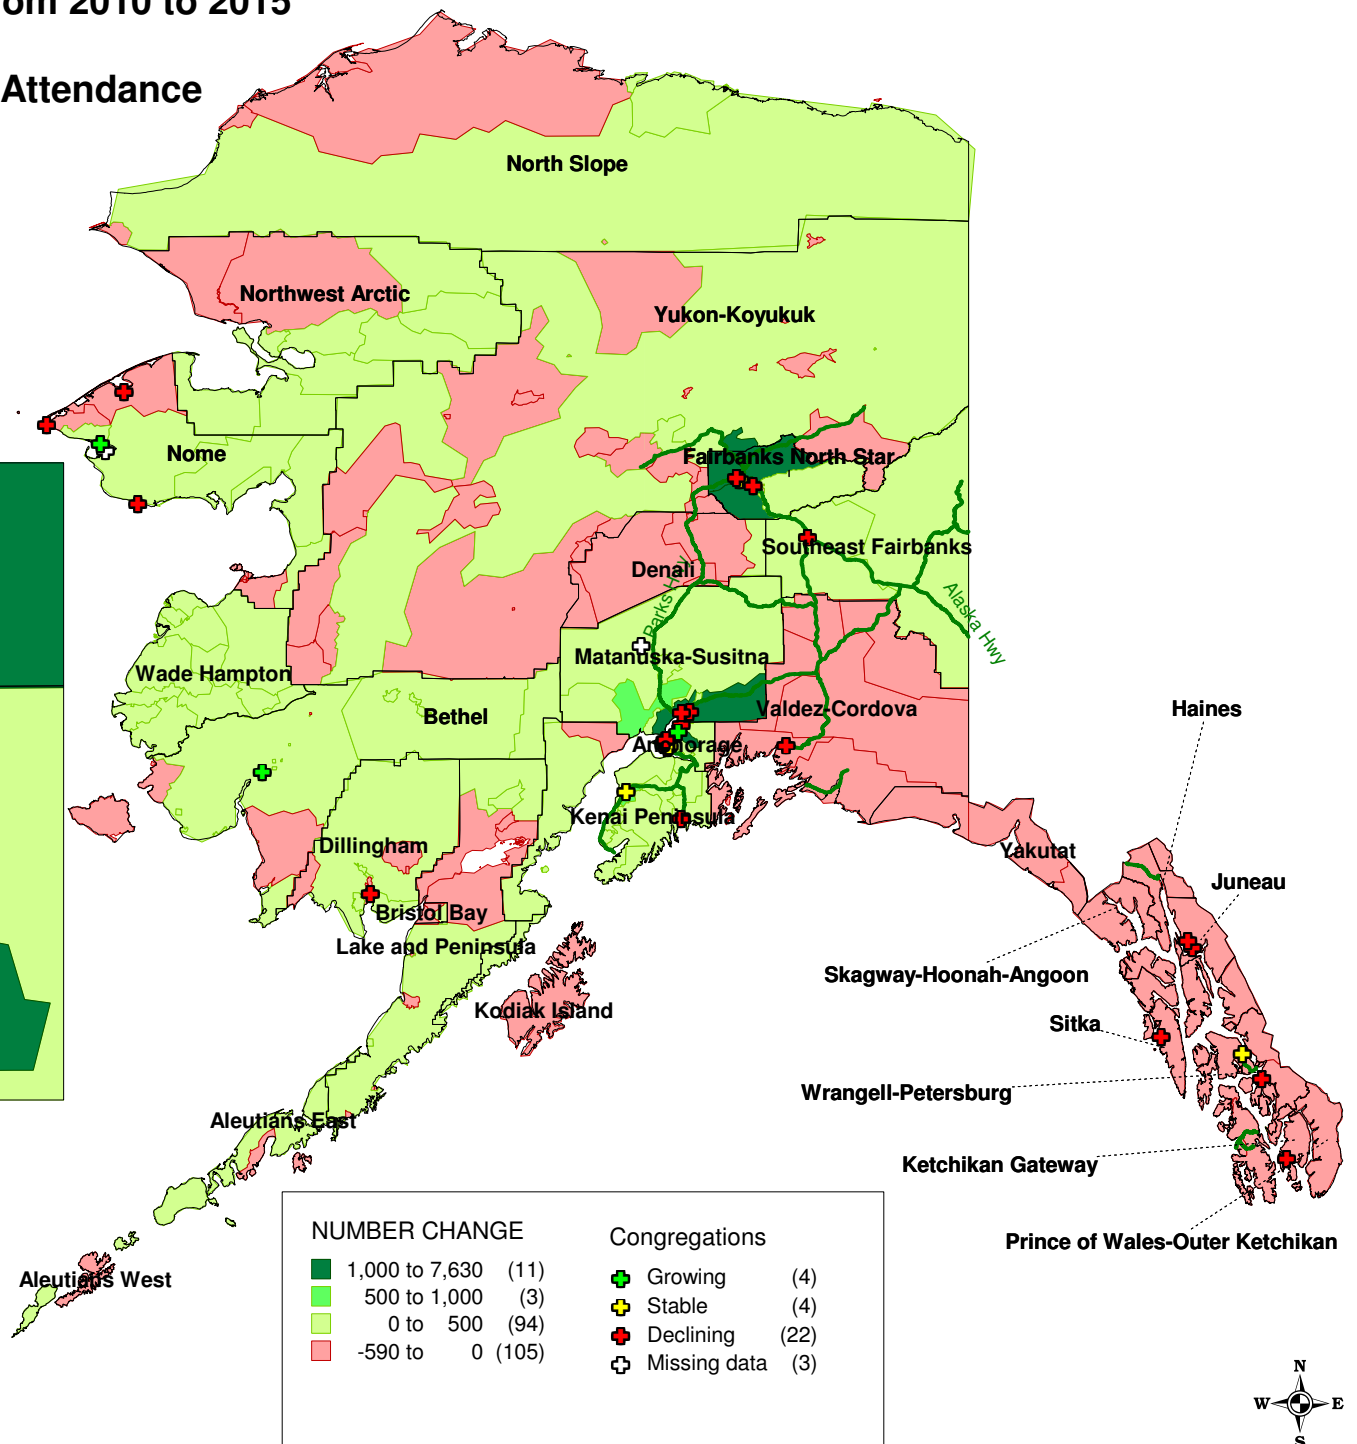 om 2010 to 2015
Attendance
North Slope
Northwest Arctic
Yukon-Koyukuk
Nome
Fairbanks North Star
Southeast Fairbanks
Denali
Parks Hwy
Alaska Hwy
Matanuska-Susitna
Wade Hampton
Bethel
Valdez-Cordova
Haines
Anchorage
Kenai Peninsula
Dillingham
Yakutat
Juneau
Bristol Bay
Lake and Peninsula
Skagway-Hoonah-Angoon
Kodiak Island
Sitka
Wrangell-Petersburg
Aleutians East
Ketchikan Gateway
Prince of Wales-Outer Ketchikan
Aleutians West
NUMBER CHANGE
1,000 to 7,630 (11)
500 to 1,000 (3)
0 to 500 (94)
-590 to 0 (105)
Congregations
Growing (4)
Stable (4)
Declining (22)
Missing data (3)
N
W E
S